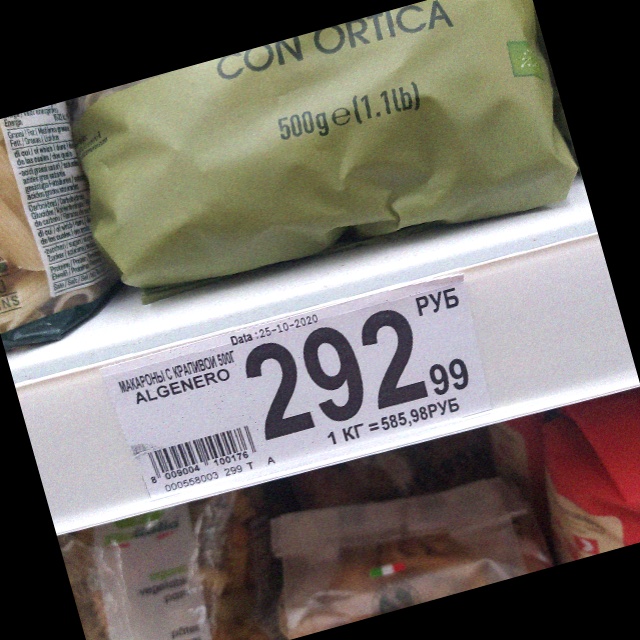 CON ORTICA
500g e (1.1lb)
Data :25-10-2020
МАКАРОНЫ С КРАПИВОЙ 500Г
ALGENERO
292 99
РУБ
1 КГ =585,98РУБ
8 009004 100176
000558003 299 Т А